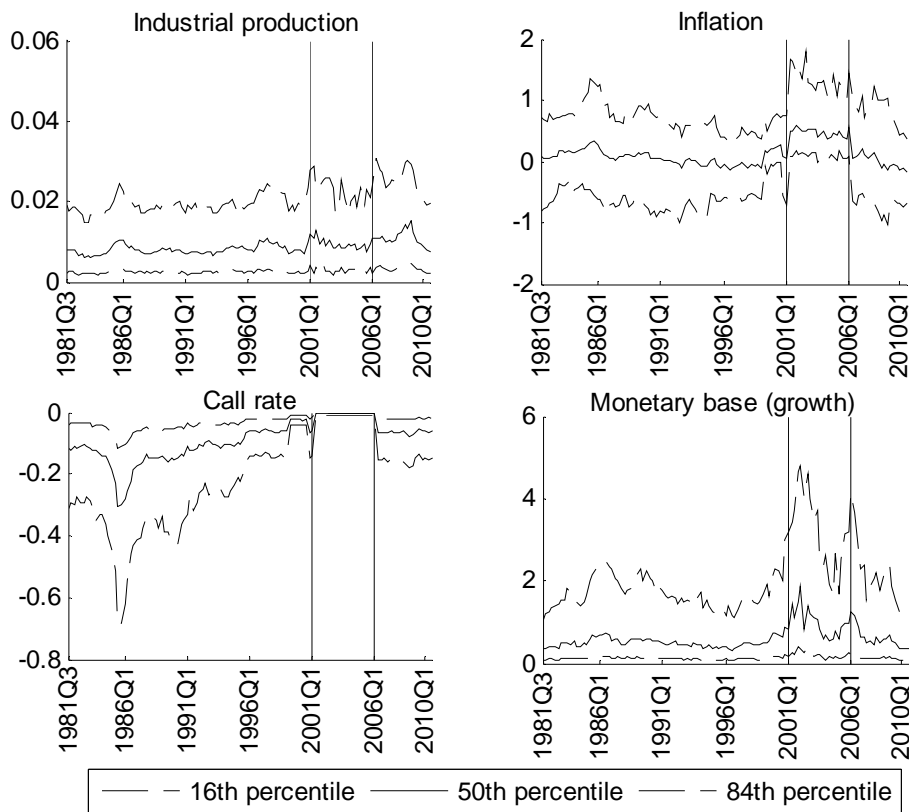 Industrial production
0.06
0.04
0.02
0
1981Q3
1986Q1
1991Q1
1996Q1
2001Q1
2006Q1
2010Q1
Inflation
2
1
0
-1
-2
1981Q3
1986Q1
1991Q1
1996Q1
2001Q1
2006Q1
2010Q1
Call rate
0
-0.2
-0.4
-0.6
-0.8
1981Q3
1986Q1
1991Q1
1996Q1
2001Q1
2006Q1
2010Q1
Monetary base (growth)
6
4
2
0
1981Q3
1986Q1
1991Q1
1996Q1
2001Q1
2006Q1
2010Q1
16th percentile 50th percentile 84th percentile